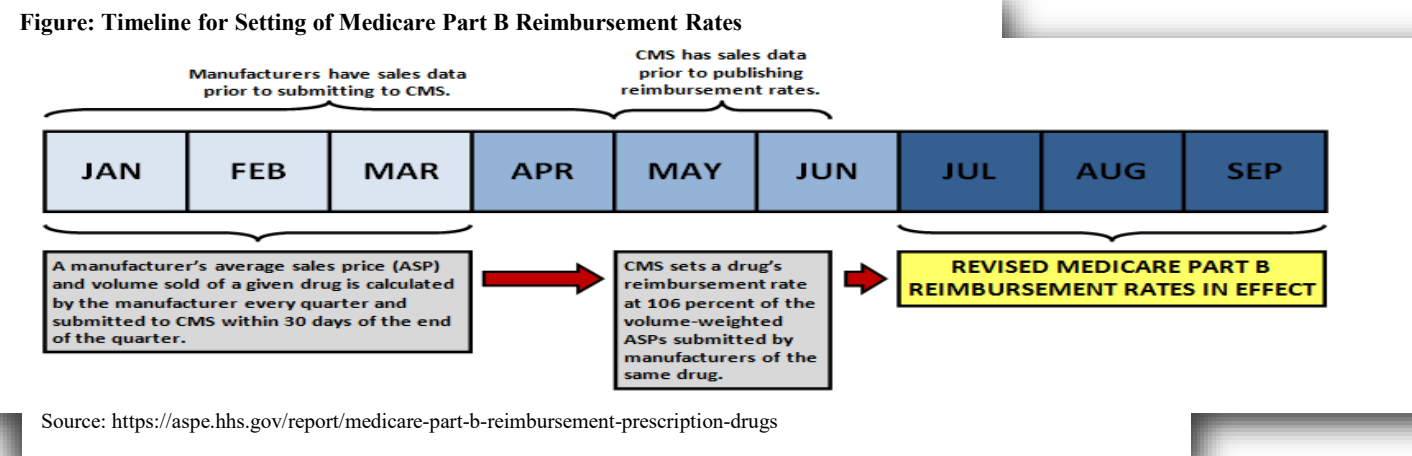 Figure: Timeline for Setting of Medicare Part B Reimbursement Rates
Manufacturers have sales data
prior to submitting to CMS.
CMS has sales data
prior to publishing
reimbursement rates.
JAN FEB MAR APR MAY JUN JUL AUG SEP
A manufacturer's average sales price (ASP)
and volume sold of a given drug is calculated
by the manufacturer every quarter and
submitted to CMS within 30 days of the end
of the quarter.
CMS sets a drug's
reimbursement rate
at 106 percent of the
volume-weighted
ASPs submitted by
manufacturers of the
same drug.
REVISED MEDICARE PART B
REIMBURSEMENT RATES IN EFFECT
Source: https://aspe.hhs.gov/report/medicare-part-b-reimbursement-prescription-drugs